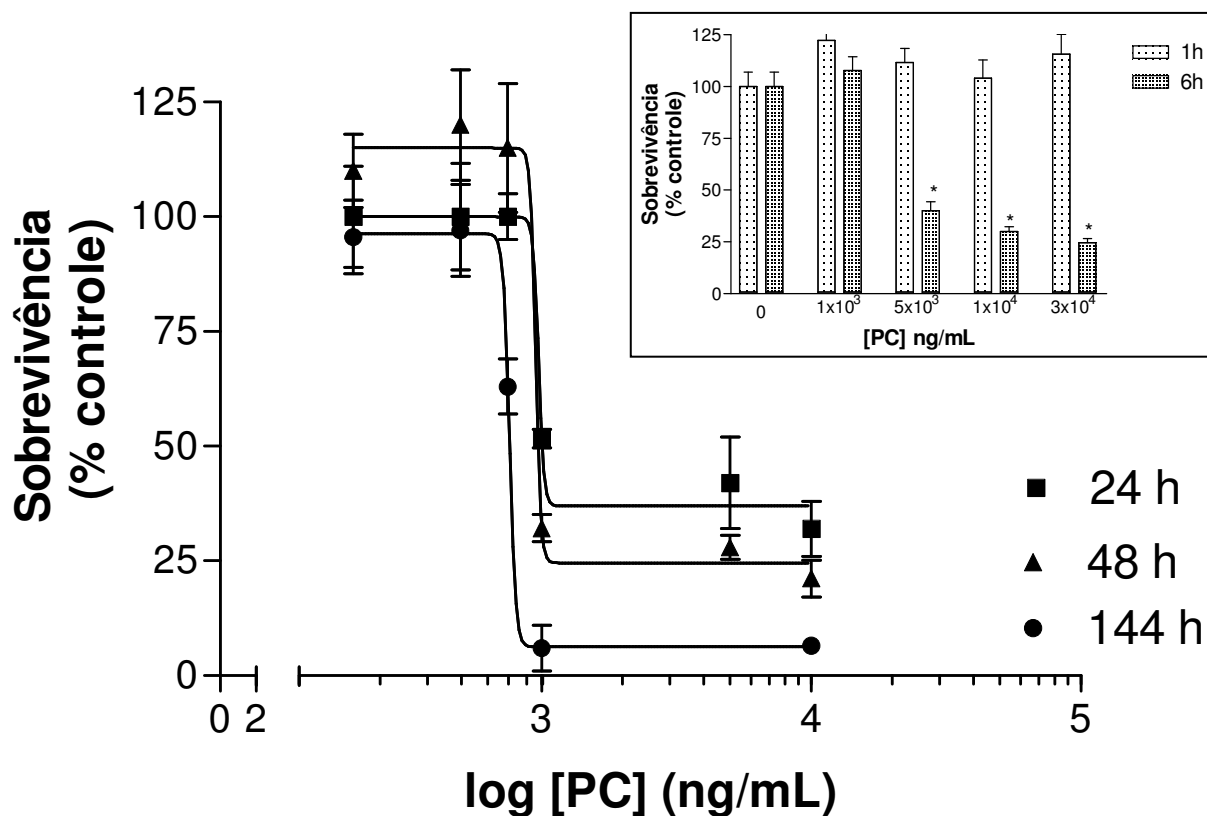 Sobrevivência
(% controle)
125
100
75
50
25
0
0 2 3 4 5
log [PC] (ng/mL)
24 h
48 h
144 h
Sobrevivência
(% controle)
125
100
75
50
25
0
* * *
0 1x10³ 5x10³ 1x10⁴ 3x10⁴
[PC] ng/mL
1h
6h